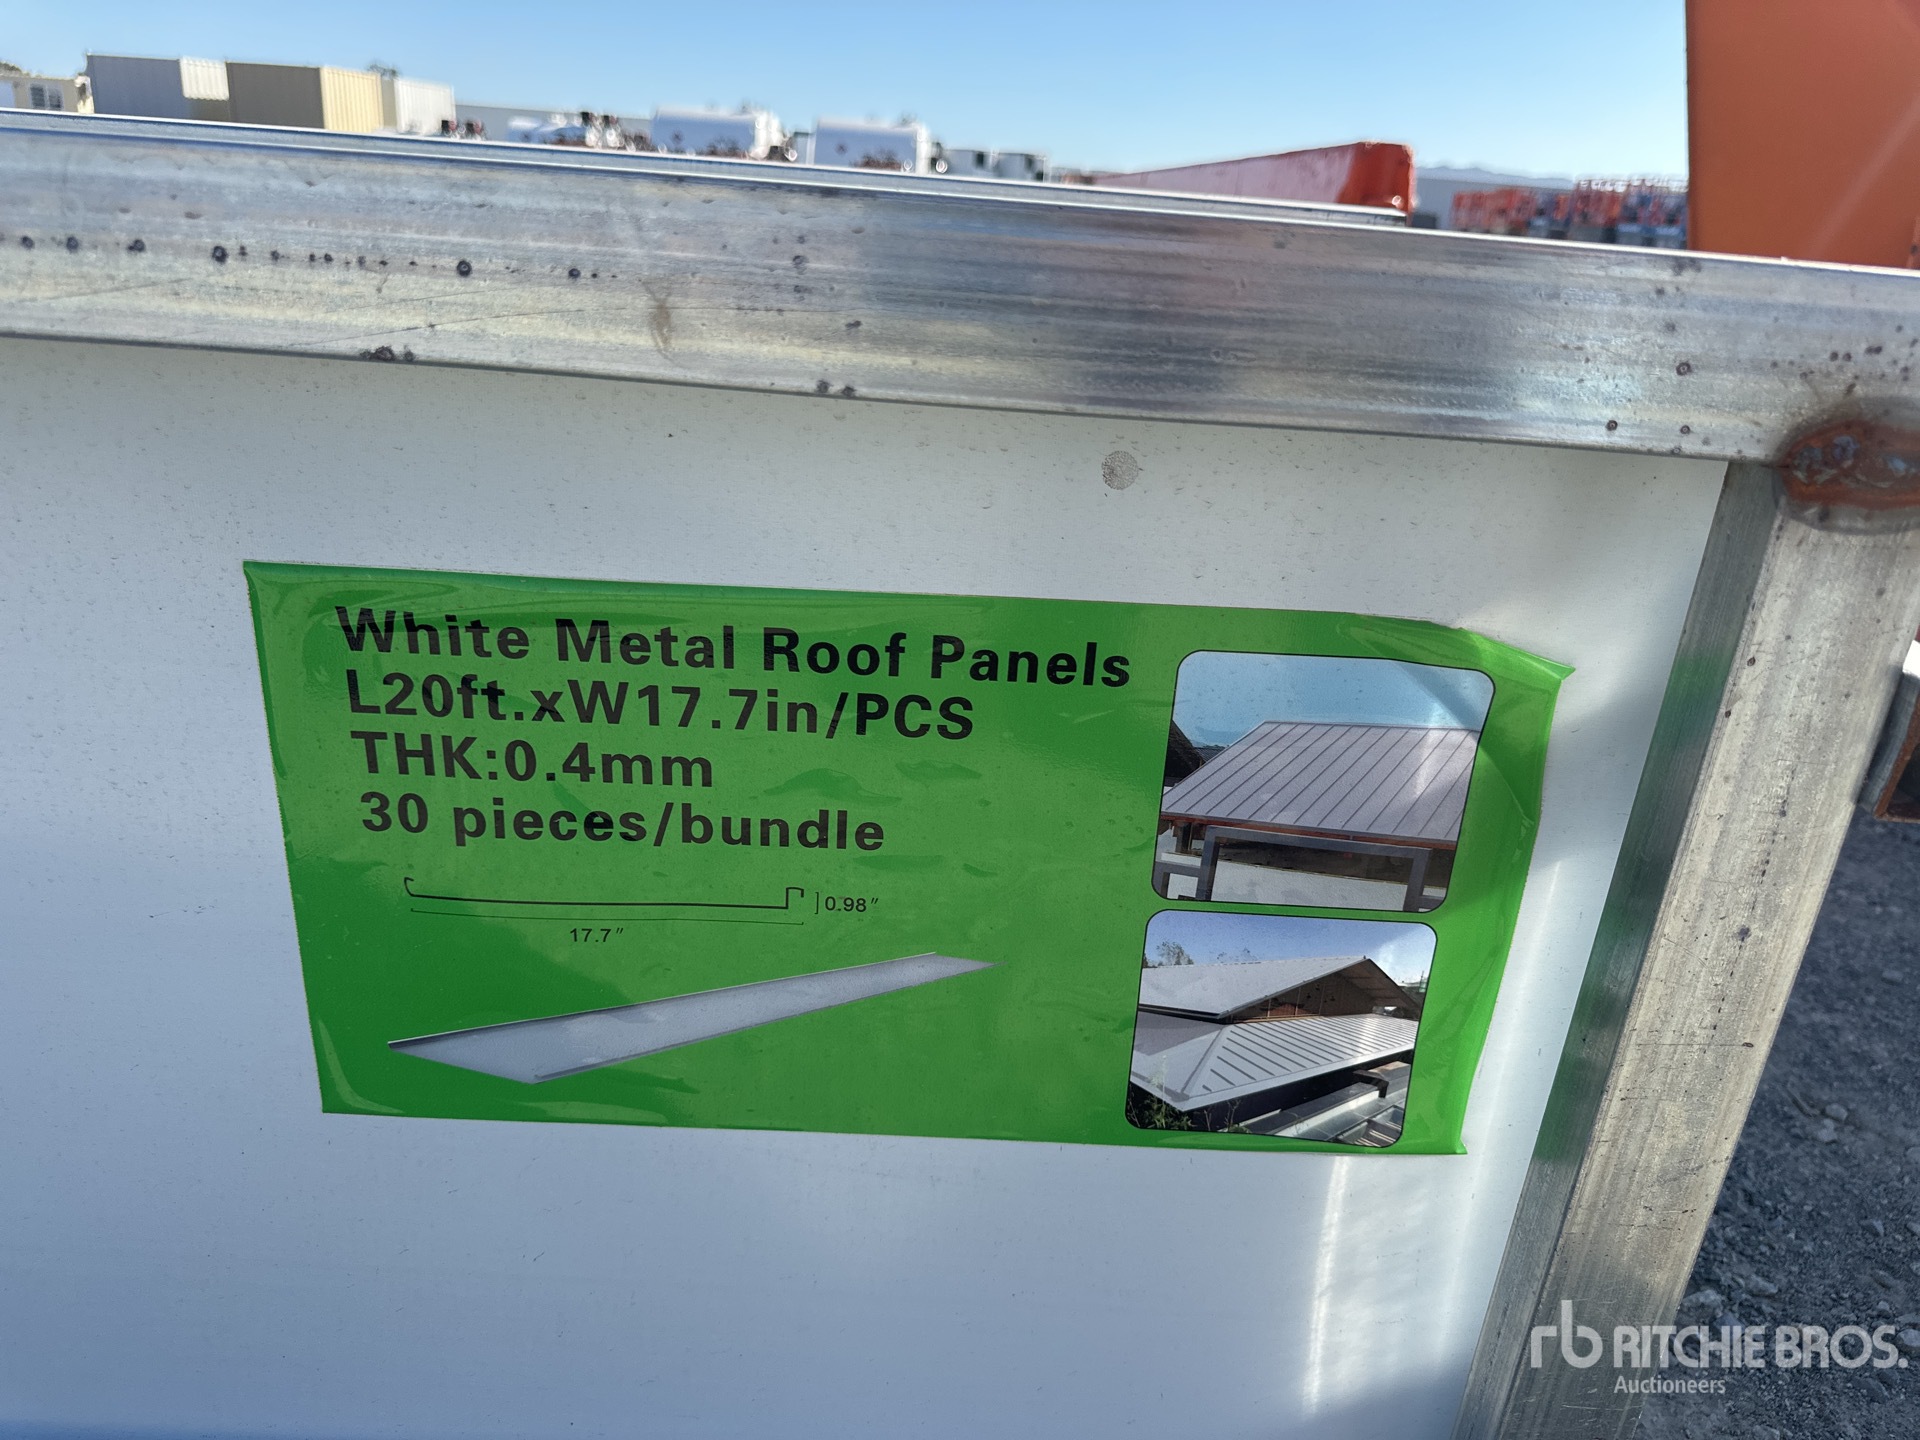 White Metal Roof Panels
L20ft.xW17.7in/PCS
THK:0.4mm
30 pieces/bundle
0.98"
17.7"
rb RITCHIE BROS.
Auctioneers